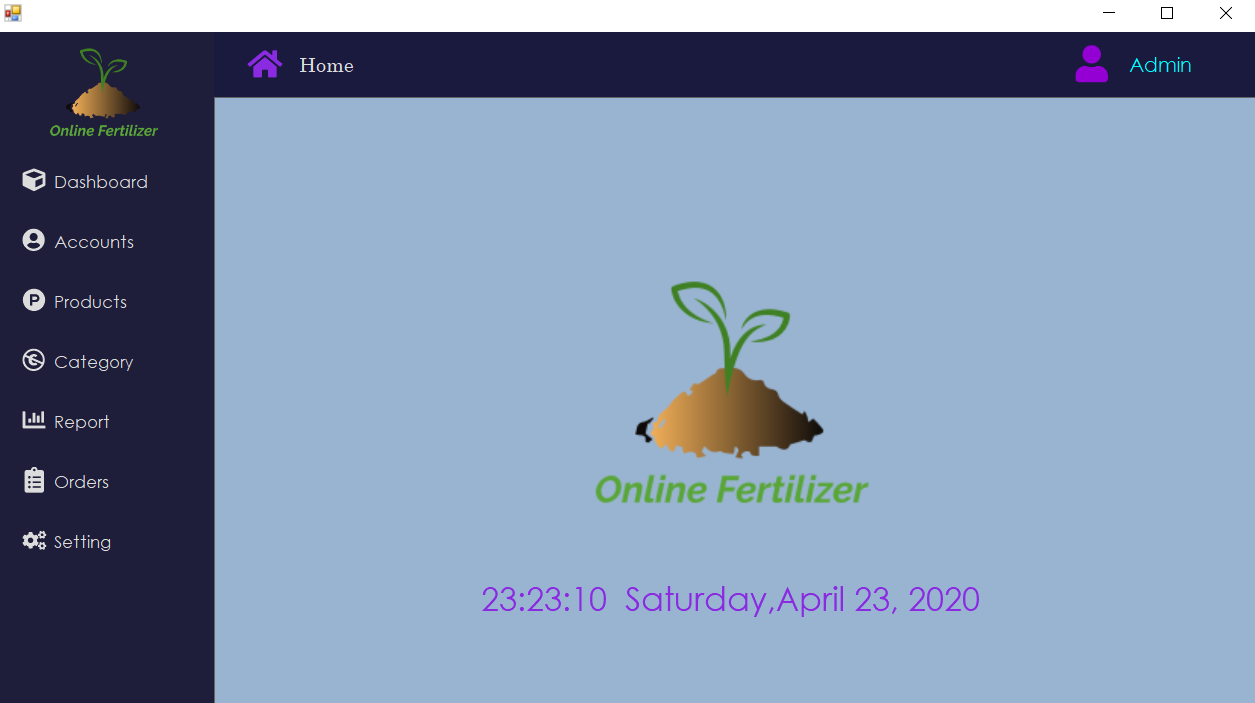 Home
Admin
Online Fertilizer
Dashboard
Accounts
Products
Category
Report
Orders
Setting
Online Fertilizer
23:23:10 Saturday,April 23, 2020